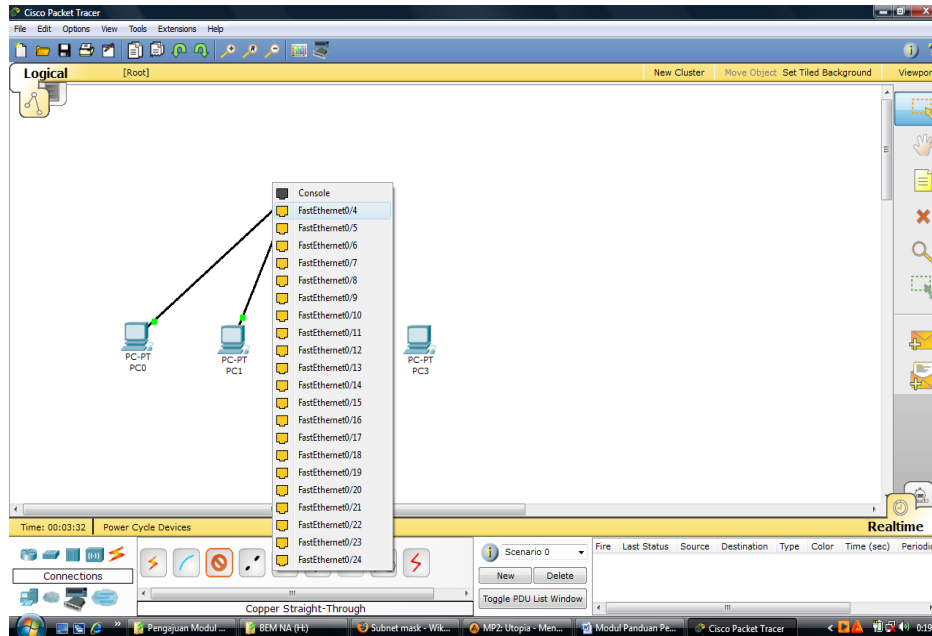 Cisco Packet Tracer
File Edit Options View Tools Extensions Help
Logical [Root] New Cluster Move Object Set Tiled Background Viewpor
Console
FastEthernet0/4
FastEthernet0/5
FastEthernet0/6
FastEthernet0/7
FastEthernet0/8
FastEthernet0/9
FastEthernet0/10
FastEthernet0/11
FastEthernet0/12
FastEthernet0/13
FastEthernet0/14
FastEthernet0/15
FastEthernet0/16
FastEthernet0/17
FastEthernet0/18
FastEthernet0/19
FastEthernet0/20
FastEthernet0/21
FastEthernet0/22
FastEthernet0/23
FastEthernet0/24
PC-PT
PC0
PC-PT
PC1
PC-PT
PC3
Time: 00:03:32 Power Cycle Devices Realtime
Connections
Copper Straight-Through
Scenario 0
New Delete
Toggle PDU List Window
Fire Last Status Source Destination Type Color Time (sec) Periodi
Pengajuan Modul ... BEM NA (H:) Subnet mask - Wik... MP2: Utopia - Men... Modul Panduan Pe... Cisco Packet Tracer 0:19